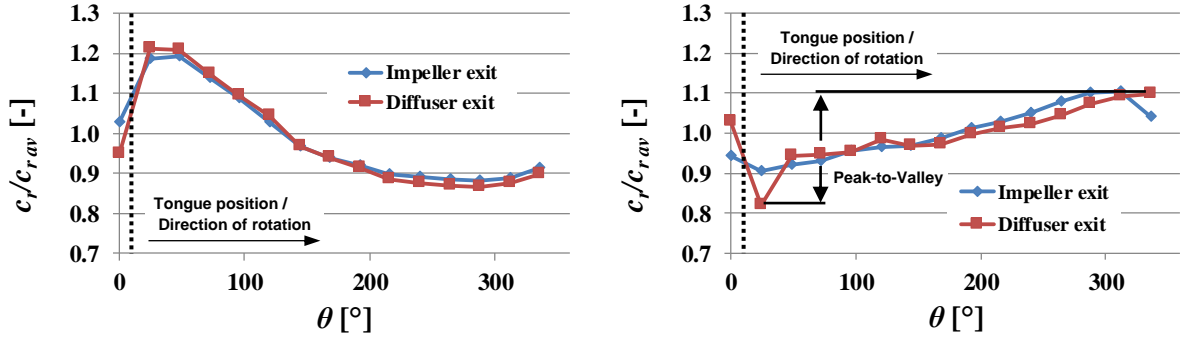 1.3
1.2
1.1
1.0
0.9
0.8
0.7
c_r/c_{r av} [-]
Impeller exit
Diffuser exit
Tongue position /
Direction of rotation
0
100
200
300
θ [°]
1.3
1.2
1.1
1.0
0.9
0.8
0.7
c_r/c_{r av} [-]
Tongue position /
Direction of rotation
Peak-to-Valley
Impeller exit
Diffuser exit
0
100
200
300
θ [°]